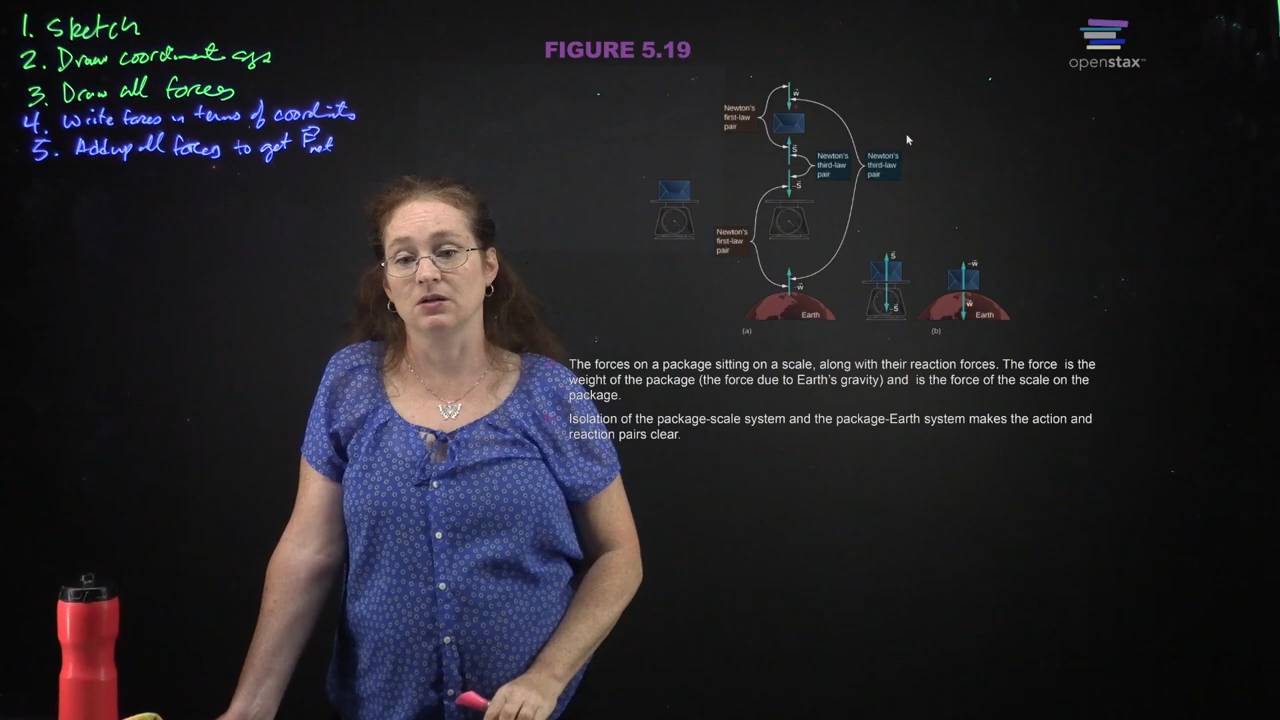 1. Sketch
2. Draw coordinate sys
3. Draw all forces
4. Write forces in terms of coordinates
5. Add up all forces to get F net
FIGURE 5.19
openstax™
Newton's
first-law
pair
w
S
Newton's
third-law
pair
Newton's
third-law
pair
-S
Newton's
first-law
pair
-w
Earth
(a)
S
-S
-w
w
Earth
(b)
The forces on a package sitting on a scale, along with their reaction forces. The force is the
weight of the package (the force due to Earth's gravity) and is the force of the scale on the
package.
Isolation of the package-scale system and the package-Earth system makes the action and
reaction pairs clear.